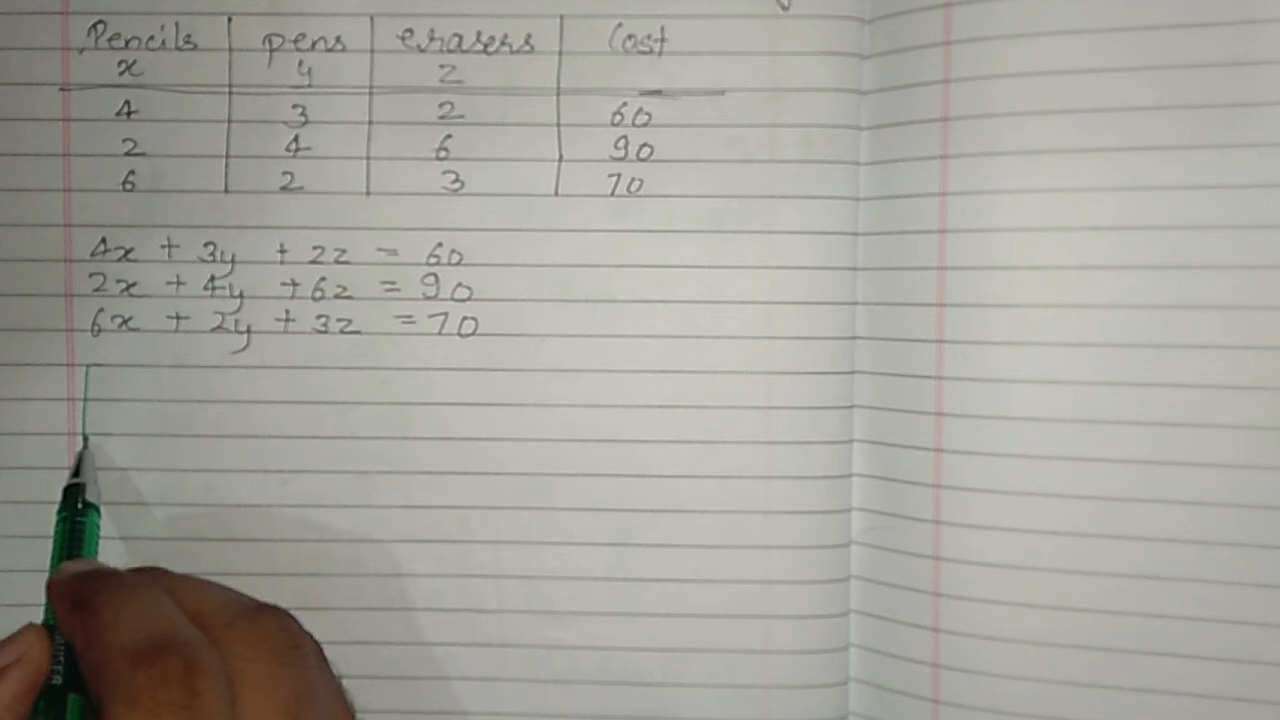 Pencils pens erasers Cost
x y z
4 3 2 60
2 4 6 90
6 2 3 70
4x + 3y + 2z = 60
2x + 4y + 6z = 90
6x + 2y + 3z = 70